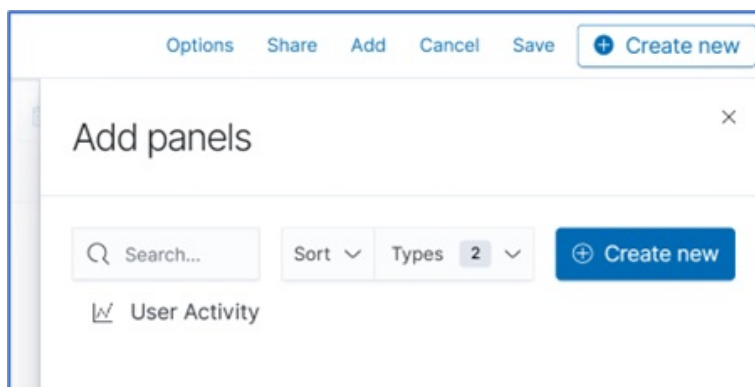 Options Share Add Cancel Save Create new
Add panels
Search... Sort Types 2 Create new
User Activity